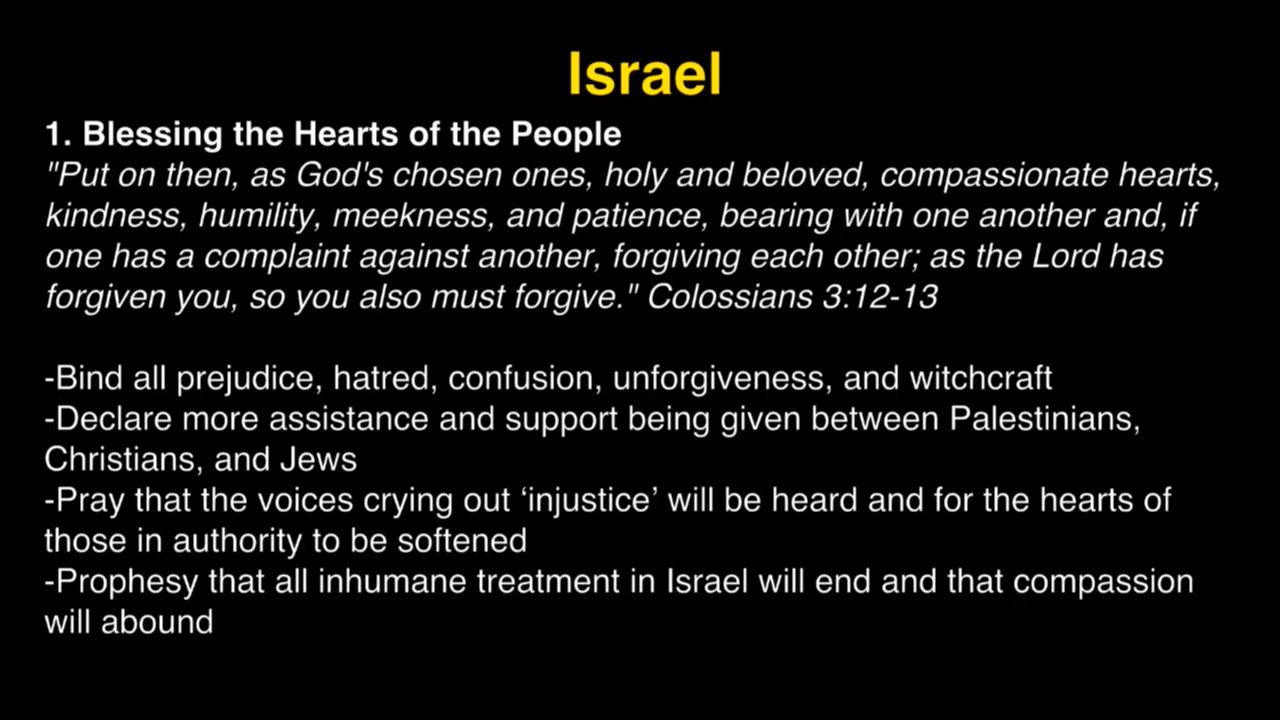 Israel
1. Blessing the Hearts of the People
"Put on then, as God's chosen ones, holy and beloved, compassionate hearts,
kindness, humility, meekness, and patience, bearing with one another and, if
one has a complaint against another, forgiving each other; as the Lord has
forgiven you, so you also must forgive." Colossians 3:12-13
-Bind all prejudice, hatred, confusion, unforgiveness, and witchcraft
-Declare more assistance and support being given between Palestinians,
Christians, and Jews
-Pray that the voices crying out ‘injustice’ will be heard and for the hearts of
those in authority to be softened
-Prophesy that all inhumane treatment in Israel will end and that compassion
will abound